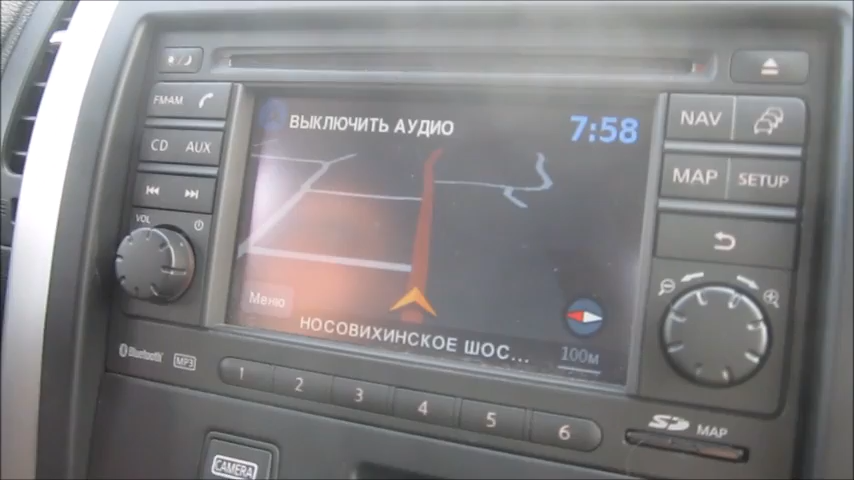 ВЫКЛЮЧИТЬ АУДИО
7:58
FM·AM
NAV
CD AUX
MAP SETUP
VOL
Меню
НОСОВИХИНСКОЕ ШОС...
100м
Bluetooth MP3
1 2 3 4 5 6
SD MAP
CAMERA